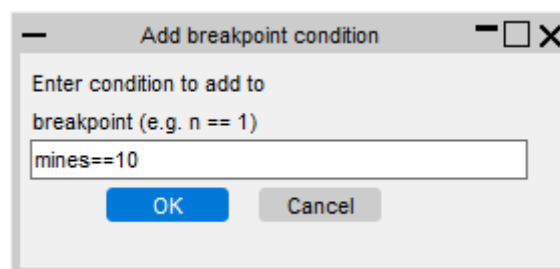 Add breakpoint condition
Enter condition to add to
breakpoint (e.g. n == 1)
mines==10
OK Cancel